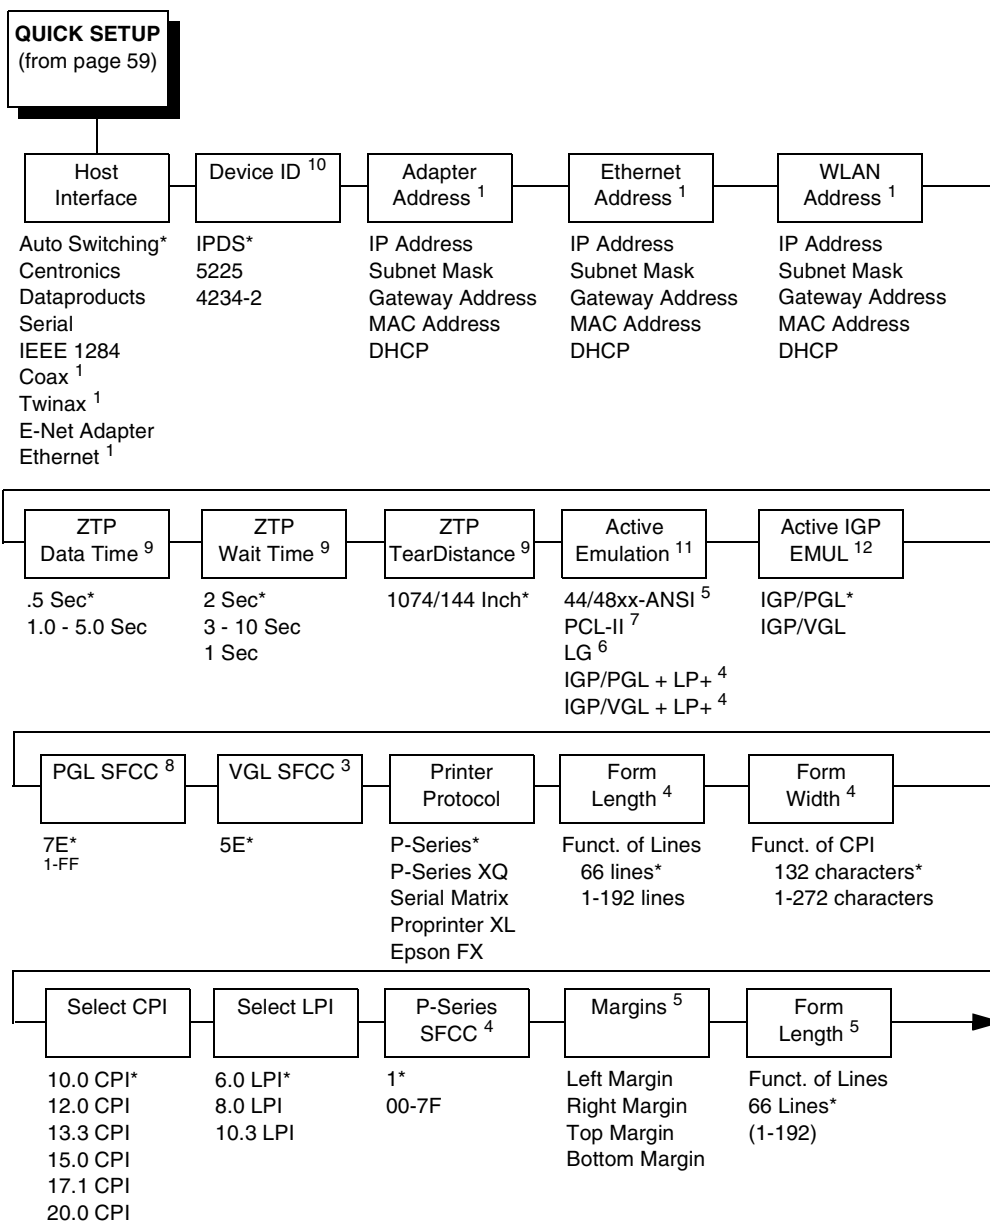 QUICK SETUP
(from page 59)
Host
Interface
Auto Switching*
Centronics
Dataproducts
Serial
IEEE 1284
Coax 1
Twinax 1
E-Net Adapter
Ethernet 1
Device ID 10
IPDS*
5225
4234-2
Adapter
Address 1
IP Address
Subnet Mask
Gateway Address
MAC Address
DHCP
Ethernet
Address 1
IP Address
Subnet Mask
Gateway Address
MAC Address
DHCP
WLAN
Address 1
IP Address
Subnet Mask
Gateway Address
MAC Address
DHCP
ZTP
Data Time 9
.5 Sec*
1.0 - 5.0 Sec
ZTP
Wait Time 9
2 Sec*
3 - 10 Sec
1 Sec
ZTP
TearDistance 9
1074/144 Inch*
Active
Emulation 11
44/48xx-ANSI 5
PCL-II 7
LG 6
IGP/PGL + LP+ 4
IGP/VGL + LP+ 4
Active IGP
EMUL 12
IGP/PGL*
IGP/VGL
PGL SFCC 8
7E*
1-FF
VGL SFCC 3
5E*
Printer
Protocol
P-Series*
P-Series XQ
Serial Matrix
Proprinter XL
Epson FX
Form
Length 4
Funct. of Lines
66 lines*
1-192 lines
Form
Width 4
Funct. of CPI
132 characters*
1-272 characters
Select CPI
10.0 CPI*
12.0 CPI
13.3 CPI
15.0 CPI
17.1 CPI
20.0 CPI
Select LPI
6.0 LPI*
8.0 LPI
10.3 LPI
P-Series
SFCC 4
1*
00-7F
Margins 5
Left Margin
Right Margin
Top Margin
Bottom Margin
Form
Length 5
Funct. of Lines
66 Lines*
(1-192)